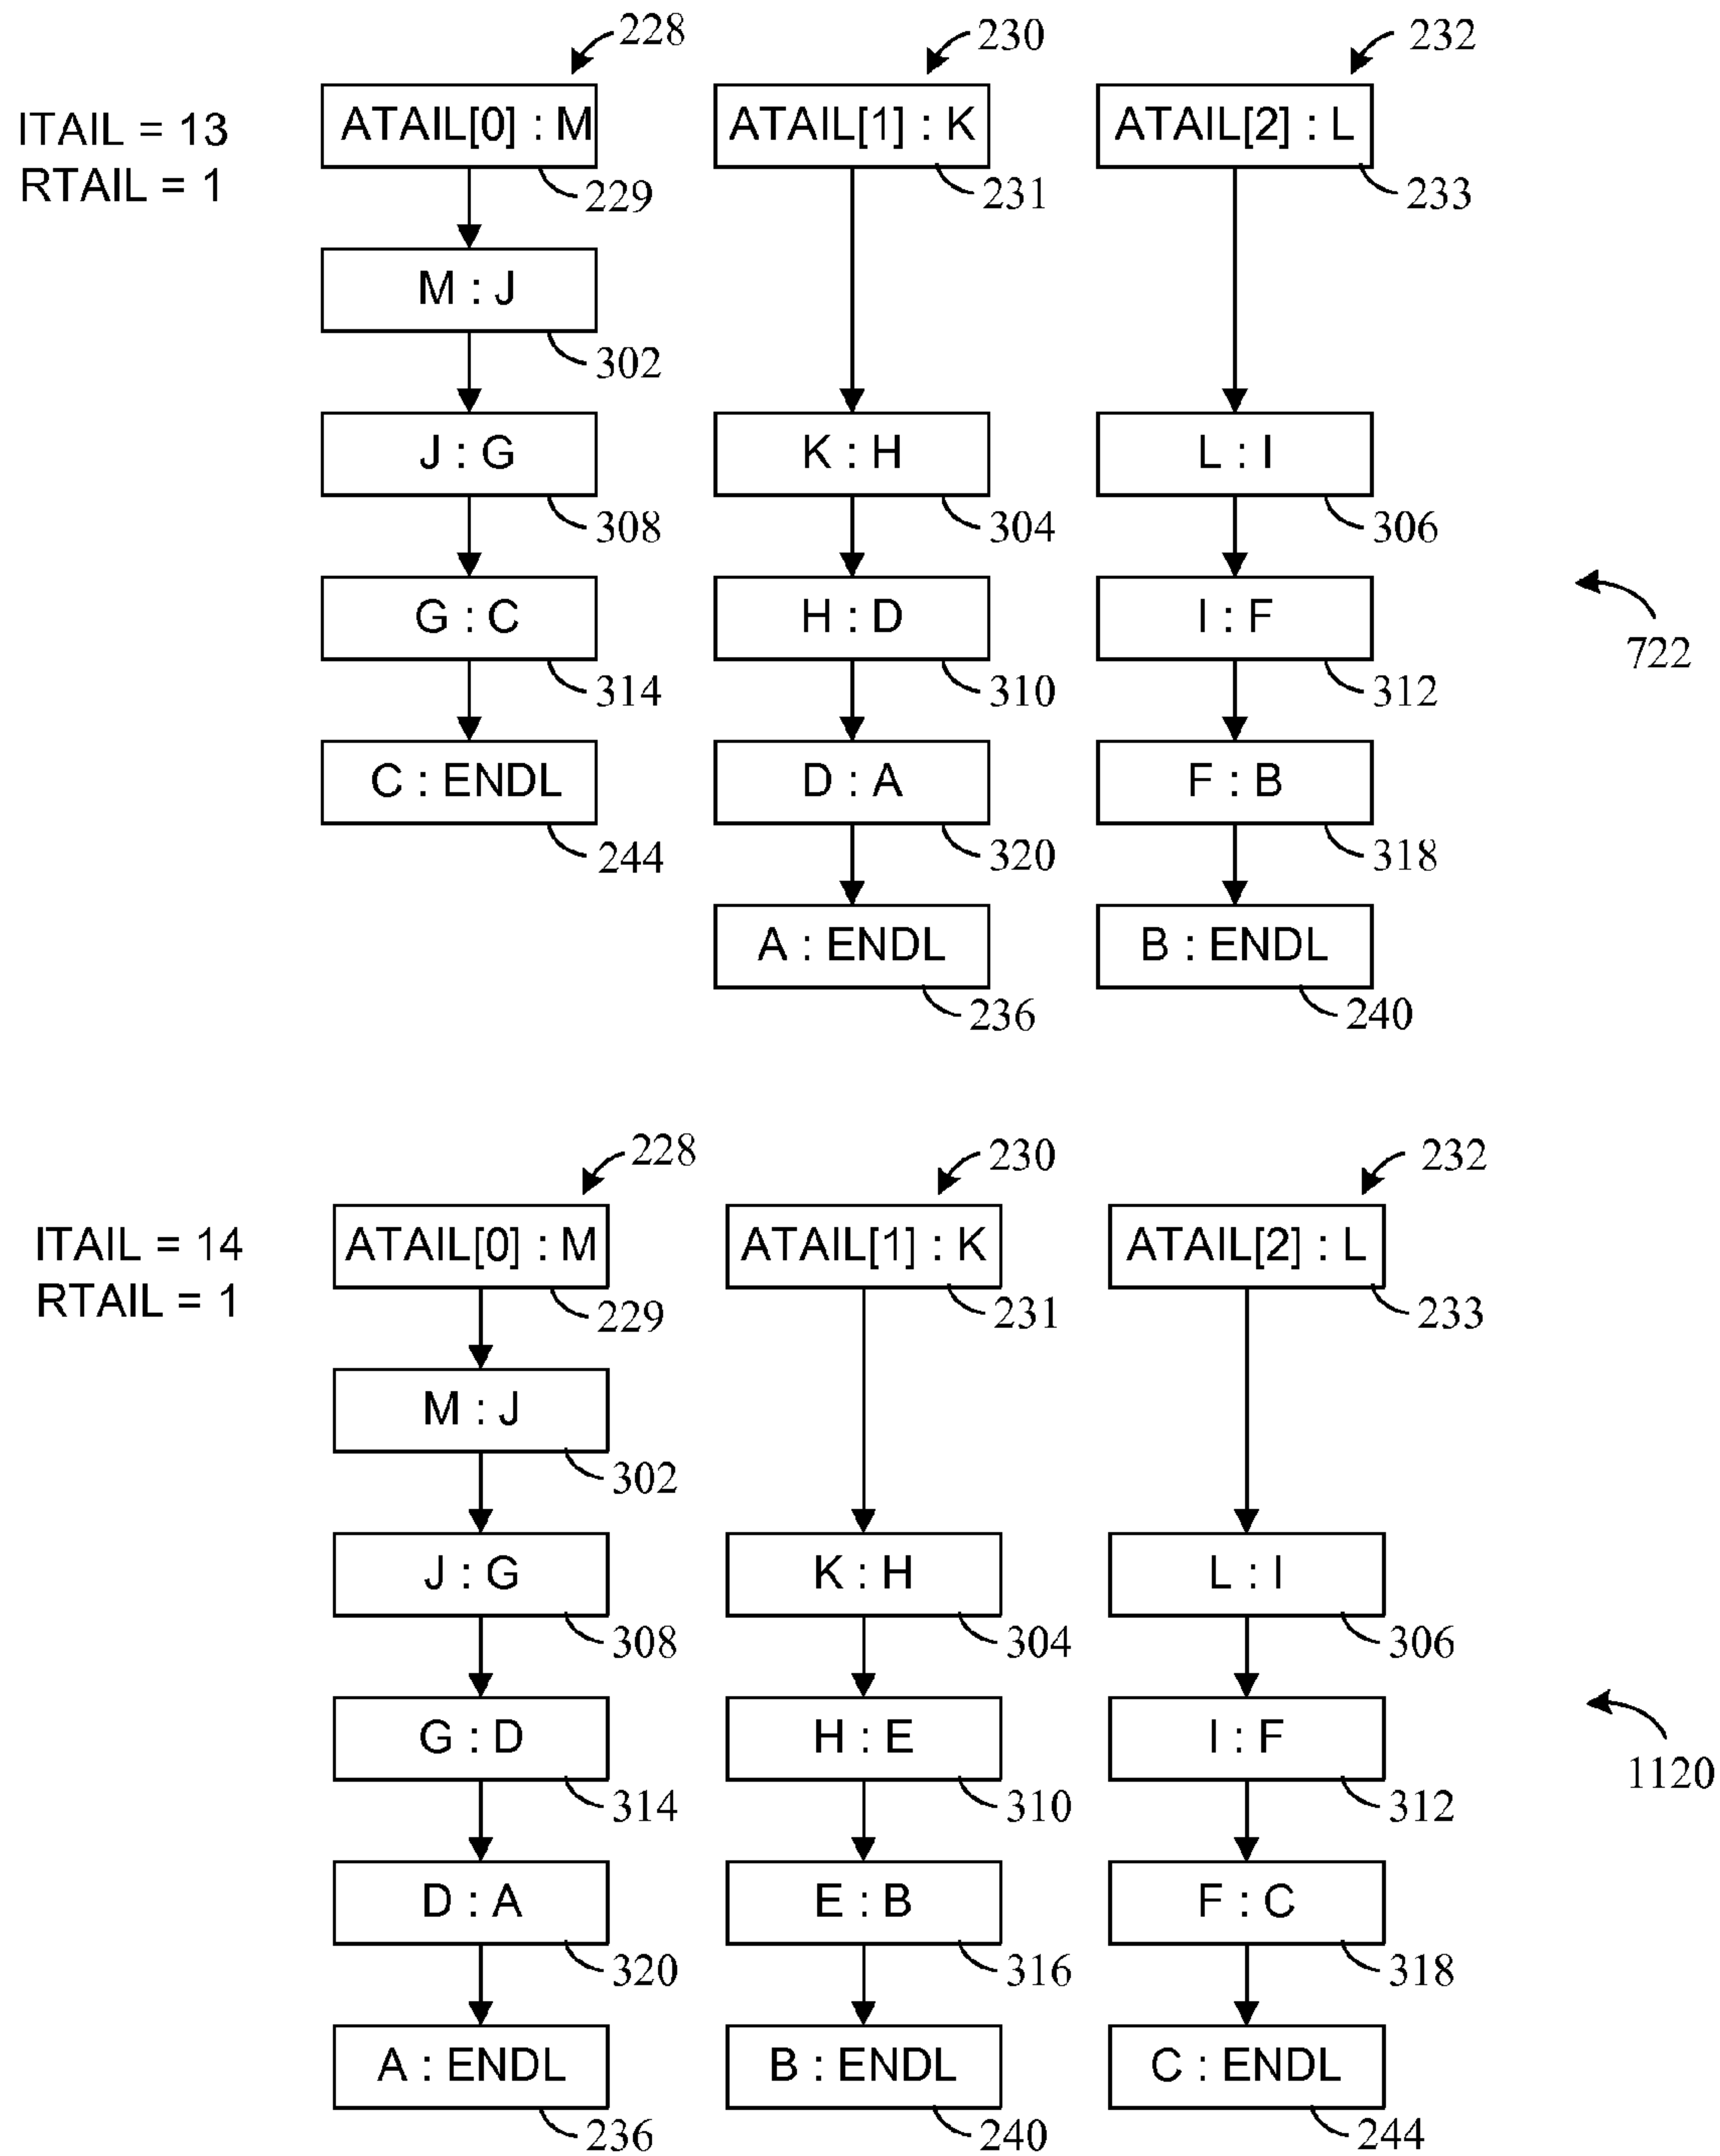 228 230 232
ITAIL = 13 ATAIL[0] : M ATAIL[1] : K ATAIL[2] : L
RTAIL = 1 229 231 233
M : J
302
J : G K : H L : I
308 304 306
G : C H : D I : F
314 310 312
722
C : ENDL D : A F : B
244 320 318
A : ENDL B : ENDL
236 240
228 230 232
ITAIL = 14 ATAIL[0] : M ATAIL[1] : K ATAIL[2] : L
RTAIL = 1 229 231 233
M : J
302
J : G K : H L : I
308 304 306
G : D H : E I : F
314 310 312
1120
D : A E : B F : C
320 316 318
A : ENDL B : ENDL C : ENDL
236 240 244